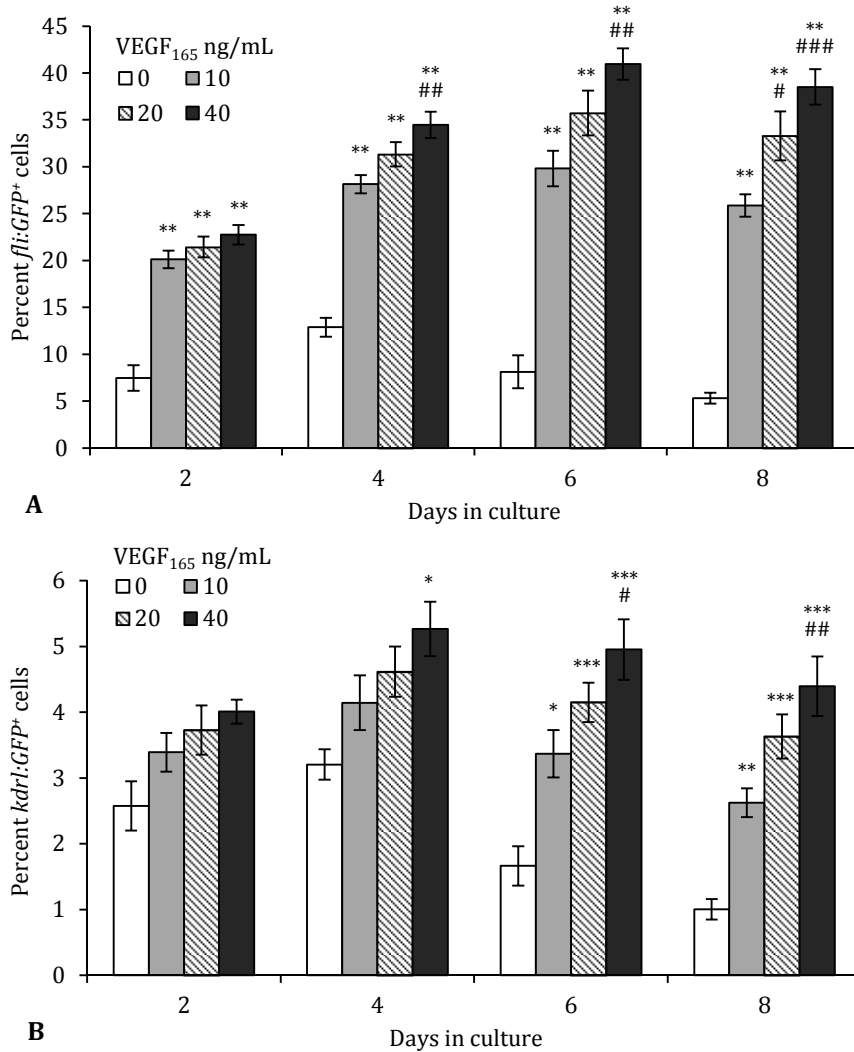 VEGF₁₆₅ ng/mL
0 10
20 40
Percent fli:GFP⁺ cells
45
40
35
30
25
20
15
10
5
0
** ** **
** ** **
##
** ** **
##
** **
# **
###
2 4 6 8
Days in culture
A
VEGF₁₆₅ ng/mL
0 10
20 40
Percent kdrl:GFP⁺ cells
6
5
4
3
2
1
0
*
* *** ***
#
** *** ***
##
2 4 6 8
Days in culture
B